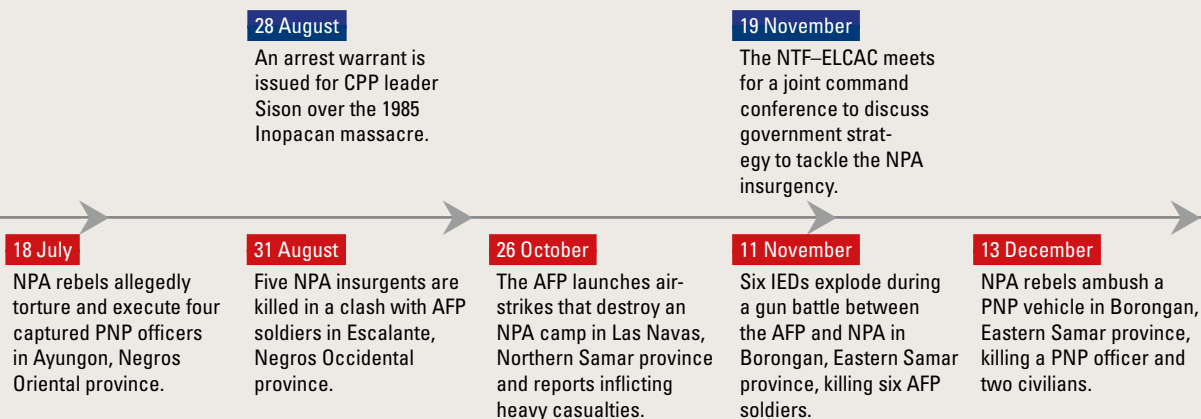 28 August
An arrest warrant is
issued for CPP leader
Sison over the 1985
Inopacan massacre.
19 November
The NTF–ELCAC meets
for a joint command
conference to discuss
government strat-
egy to tackle the NPA
insurgency.
18 July
NPA rebels allegedly
torture and execute four
captured PNP officers
in Ayungon, Negros
Oriental province.
31 August
Five NPA insurgents are
killed in a clash with AFP
soldiers in Escalante,
Negros Occidental
province.
26 October
The AFP launches air-
strikes that destroy an
NPA camp in Las Navas,
Northern Samar province
and reports inflicting
heavy casualties.
11 November
Six IEDs explode during
a gun battle between
the AFP and NPA in
Borongan, Eastern Samar
province, killing six AFP
soldiers.
13 December
NPA rebels ambush a
PNP vehicle in Borongan,
Eastern Samar province,
killing a PNP officer and
two civilians.